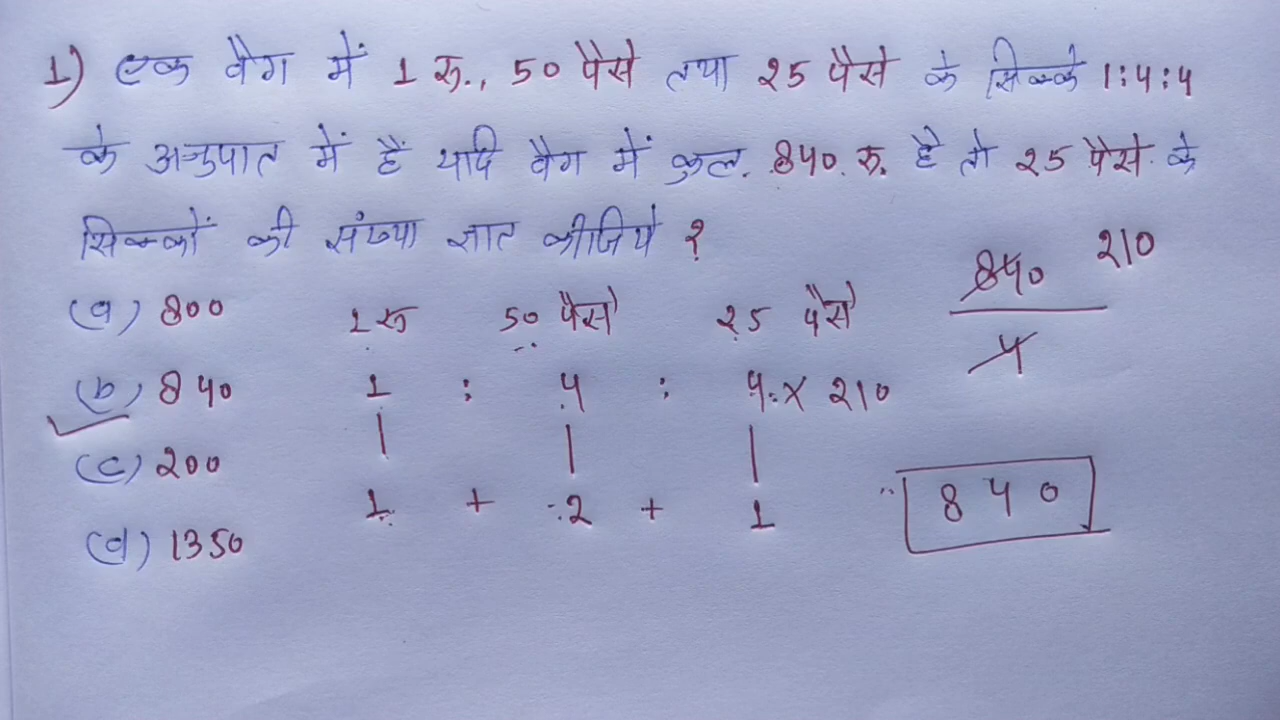 1) एक बैग में 1 रु., 50 पैसे तथा 25 पैसे के सिक्के 1:4:4
के अनुपात में हैं यदि बैग में कुल 840 रु. है तो 25 पैसे के
सिक्कों की संख्या ज्ञात कीजिये ?
840 210
4
(a) 800 1 रु 50 पैसे 25 पैसे
(b) 840 1 : 4 : 4 x 210
(c) 200
1 + 2 + 1 840
(d) 1350